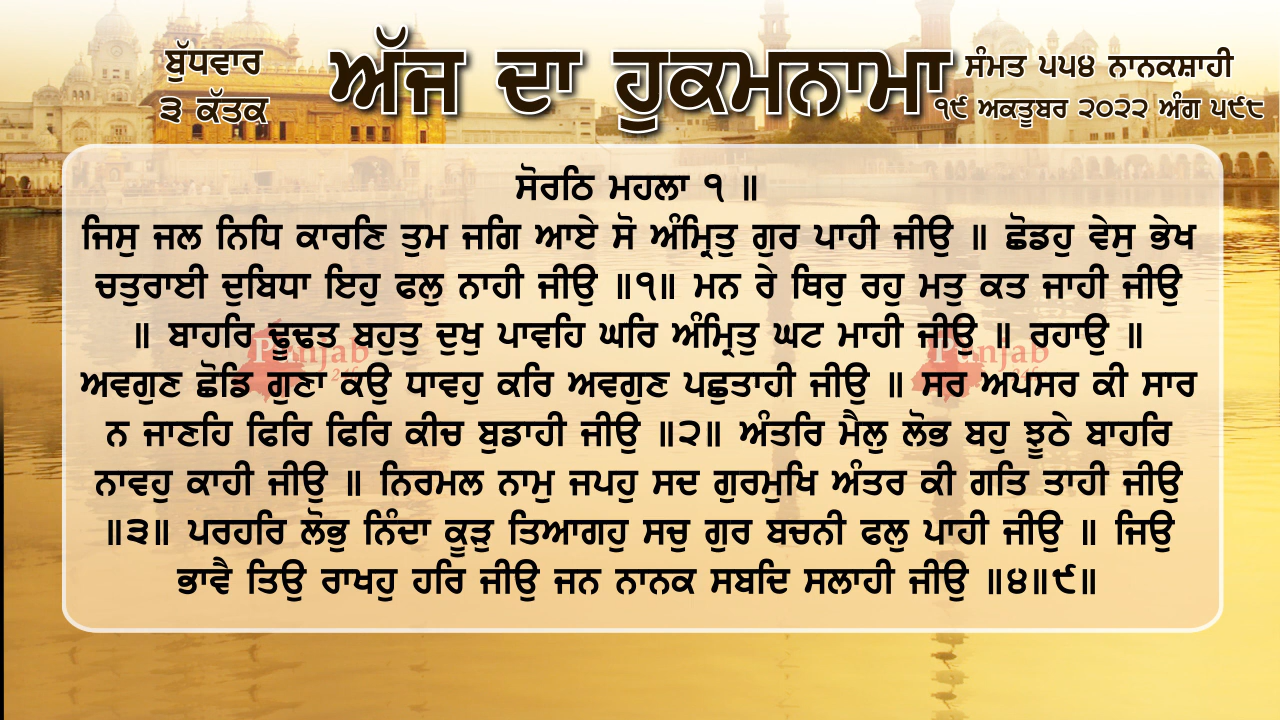 ਬੁੱਧਵਾਰ
੩ ਕੱਤਕ
ਅੱਜ ਦਾ ਹੁਕਮਨਾਮਾ
ਸੰਮਤ ੫੫੪ ਨਾਨਕਸ਼ਾਹੀ
੧੯ ਅਕਤੂਬਰ ੨੦੨੨ ਅੰਗ ੫੯੮
ਸੋਰਠਿ ਮਹਲਾ ੧ ॥
ਜਿਸੁ ਜਲ ਨਿਧਿ ਕਾਰਣਿ ਤੁਮ ਜਗਿ ਆਏ ਸੋ ਅੰਮ੍ਰਿਤੁ ਗੁਰ ਪਾਹੀ ਜੀਉ ॥ ਛੋਡਹੁ ਵੇਸੁ ਭੇਖ
ਚਤੁਰਾਈ ਦੁਬਿਧਾ ਇਹੁ ਫਲੁ ਨਾਹੀ ਜੀਉ ॥੧॥ ਮਨ ਰੇ ਥਿਰੁ ਰਹੁ ਮਤੁ ਕਤ ਜਾਹੀ ਜੀਉ
॥ ਬਾਹਰਿ ਢੂਢਤ ਬਹੁਤੁ ਦੁਖੁ ਪਾਵਹਿ ਘਰਿ ਅੰਮ੍ਰਿਤੁ ਘਟ ਮਾਹੀ ਜੀਉ ॥ ਰਹਾਉ ॥
ਅਵਗੁਣ ਛੋਡਿ ਗੁਣਾ ਕਉ ਧਾਵਹੁ ਕਰਿ ਅਵਗੁਣ ਪਛੁਤਾਹੀ ਜੀਉ ॥ ਸਰ ਅਪਸਰ ਕੀ ਸਾਰ
ਨ ਜਾਣਹਿ ਫਿਰਿ ਫਿਰਿ ਕੀਚ ਬੁਡਾਹੀ ਜੀਉ ॥੨॥ ਅੰਤਰਿ ਮੈਲੁ ਲੋਭ ਬਹੁ ਝੂਠੇ ਬਾਹਰਿ
ਨਾਵਹੁ ਕਾਹੀ ਜੀਉ ॥ ਨਿਰਮਲ ਨਾਮੁ ਜਪਹੁ ਸਦ ਗੁਰਮੁਖਿ ਅੰਤਰ ਕੀ ਗਤਿ ਤਾਹੀ ਜੀਉ
॥੩॥ ਪਰਹਰਿ ਲੋਭੁ ਨਿੰਦਾ ਕੂੜੁ ਤਿਆਗਹੁ ਸਚੁ ਗੁਰ ਬਚਨੀ ਫਲੁ ਪਾਹੀ ਜੀਉ ॥ ਜਿਉ
ਭਾਵੈ ਤਿਉ ਰਾਖਹੁ ਹਰਿ ਜੀਉ ਜਨ ਨਾਨਕ ਸਬਦਿ ਸਲਾਹੀ ਜੀਉ ॥੪॥੯॥
Punjab
Punjab